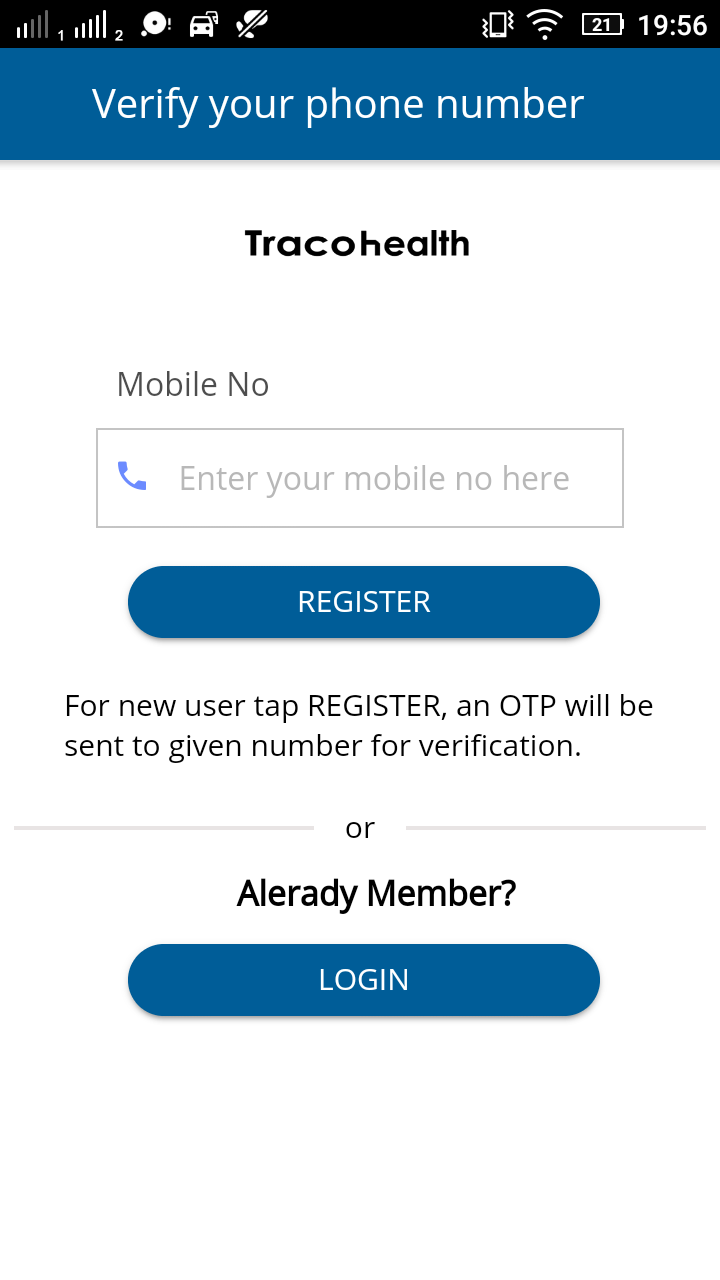 1 2 21 19:56
Verify your phone number
Tracohealth
Mobile No
Enter your mobile no here
REGISTER
For new user tap REGISTER, an OTP will be
sent to given number for verification.
or
Alerady Member?
LOGIN